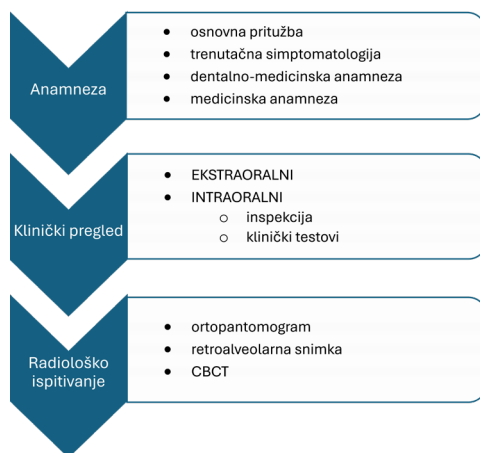 Anamneza
• osnovna pritužba
• trenutačna simptomatologija
• dentalno-medicinska anamneza
• medicinska anamneza
Klinički pregled
• EKSTRAORALNI
• INTRAORALNI
o inspekcija
o klinički testovi
Radiološko
ispitivanje
• ortopantomogram
• retroalveolarna snimka
• CBCT